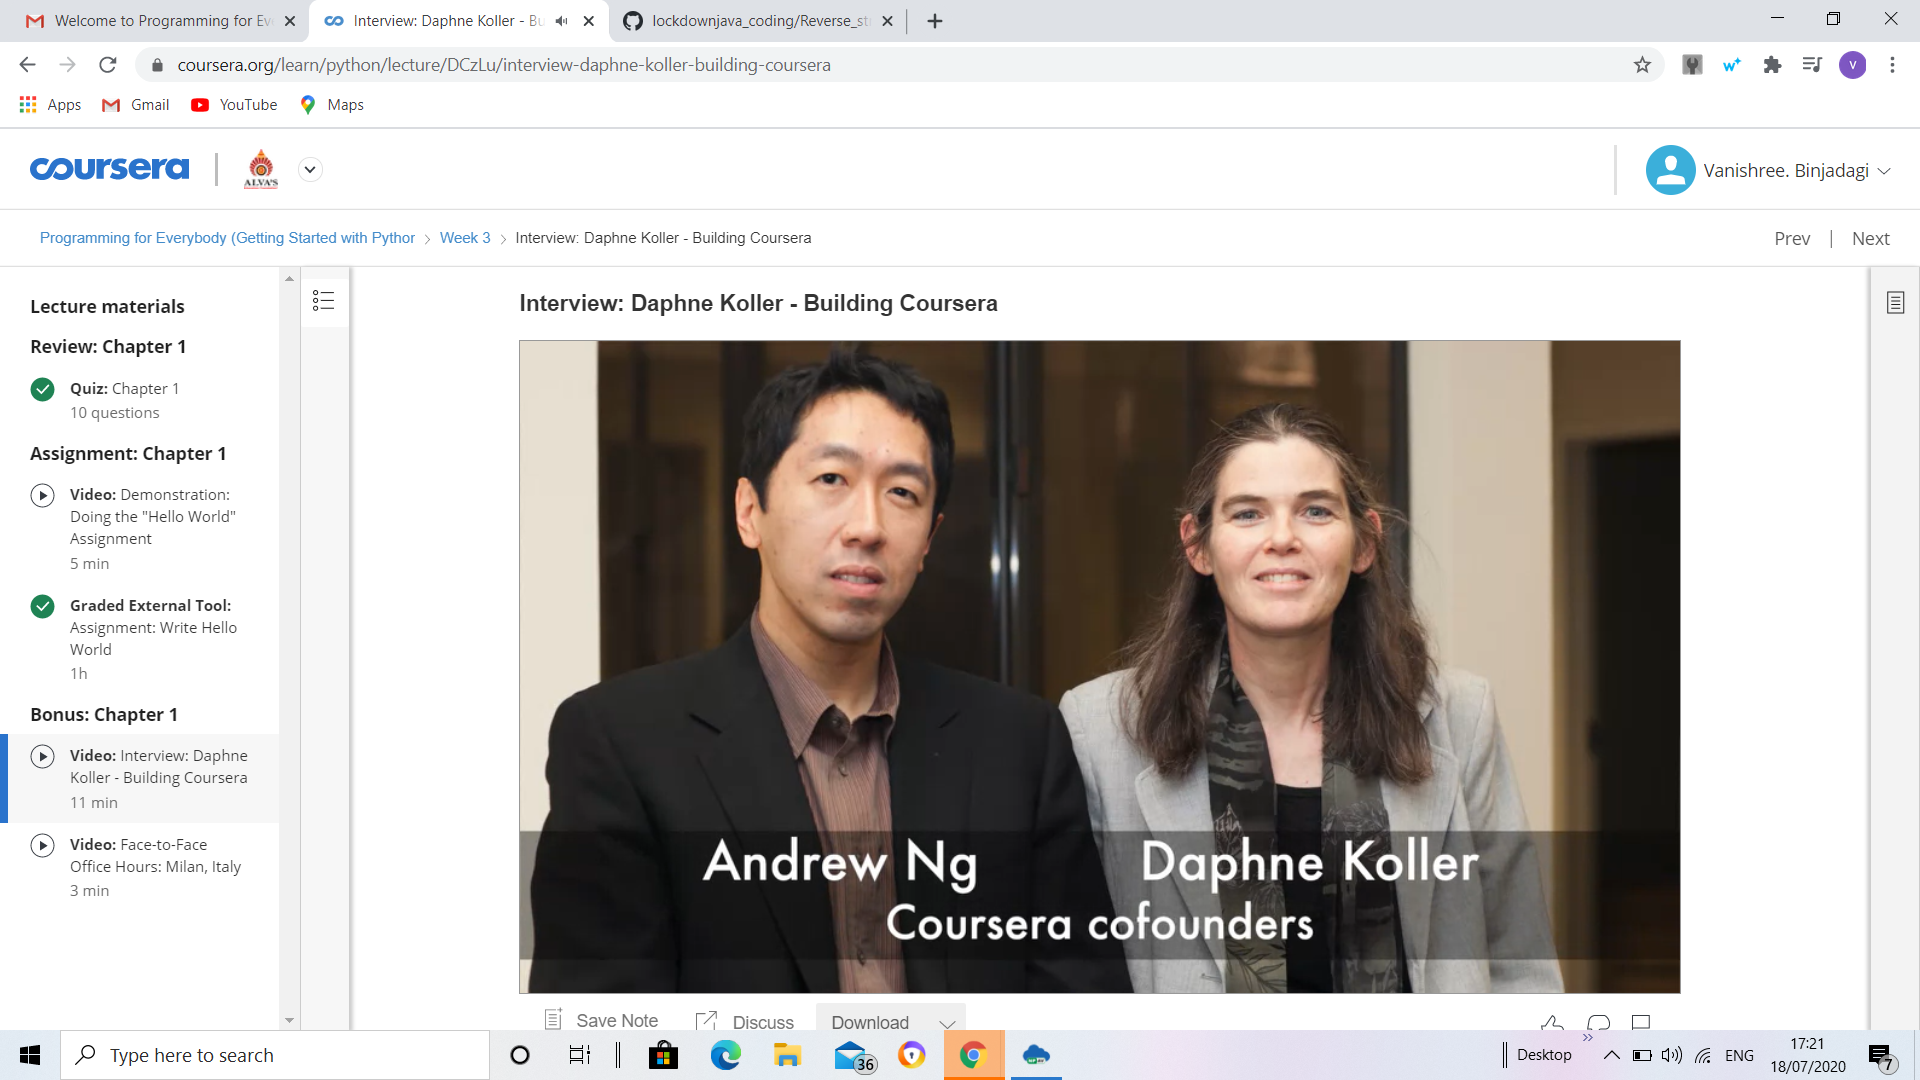 Welcome to Programming for Ev
Interview: Daphne Koller - Bu
lockdownjava_coding/Reverse_st
coursera.org/learn/python/lecture/DCzLu/interview-daphne-koller-building-coursera
V
Apps
Gmail
YouTube
Maps
coursera
ALVA'S
Vanishree. Binjadagi
Programming for Everybody (Getting Started with Python
Week 3
Interview: Daphne Koller - Building Coursera
Prev
Next
Lecture materials
Review: Chapter 1
Quiz: Chapter 1
10 questions
Assignment: Chapter 1
Video: Demonstration:
Doing the "Hello World"
Assignment
5 min
Graded External Tool:
Assignment: Write Hello
World
1h
Bonus: Chapter 1
Video: Interview: Daphne
Koller - Building Coursera
11 min
Video: Face-to-Face
Office Hours: Milan, Italy
3 min
Interview: Daphne Koller - Building Coursera
Andrew Ng
Daphne Koller
Coursera cofounders
Save Note
Discuss
Download
Type here to search
36
Desktop
ENG
17:21
18/07/2020
7